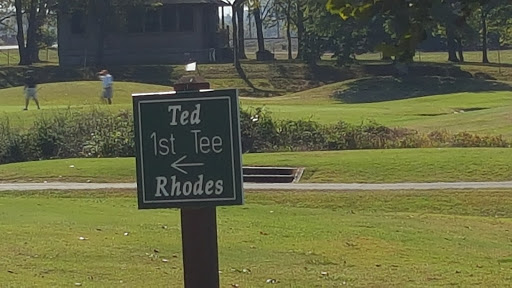 Ted
1st Tee
←
Rhodes